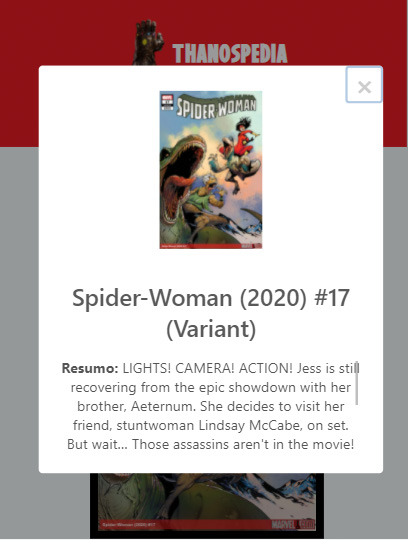 THANOSPEDIA
×
SPIDER-WOMAN
Spider-Woman (2020) #17
(Variant)
Resumo: LIGHTS! CAMERA! ACTION! Jess is still
recovering from the epic showdown with her
brother, Aeternum. She decides to visit her
friend, stuntwoman Lindsay McCabe, on set.
But wait... Those assassins aren't in the movie!
Spider-Woman (2020) #17
MARVEL